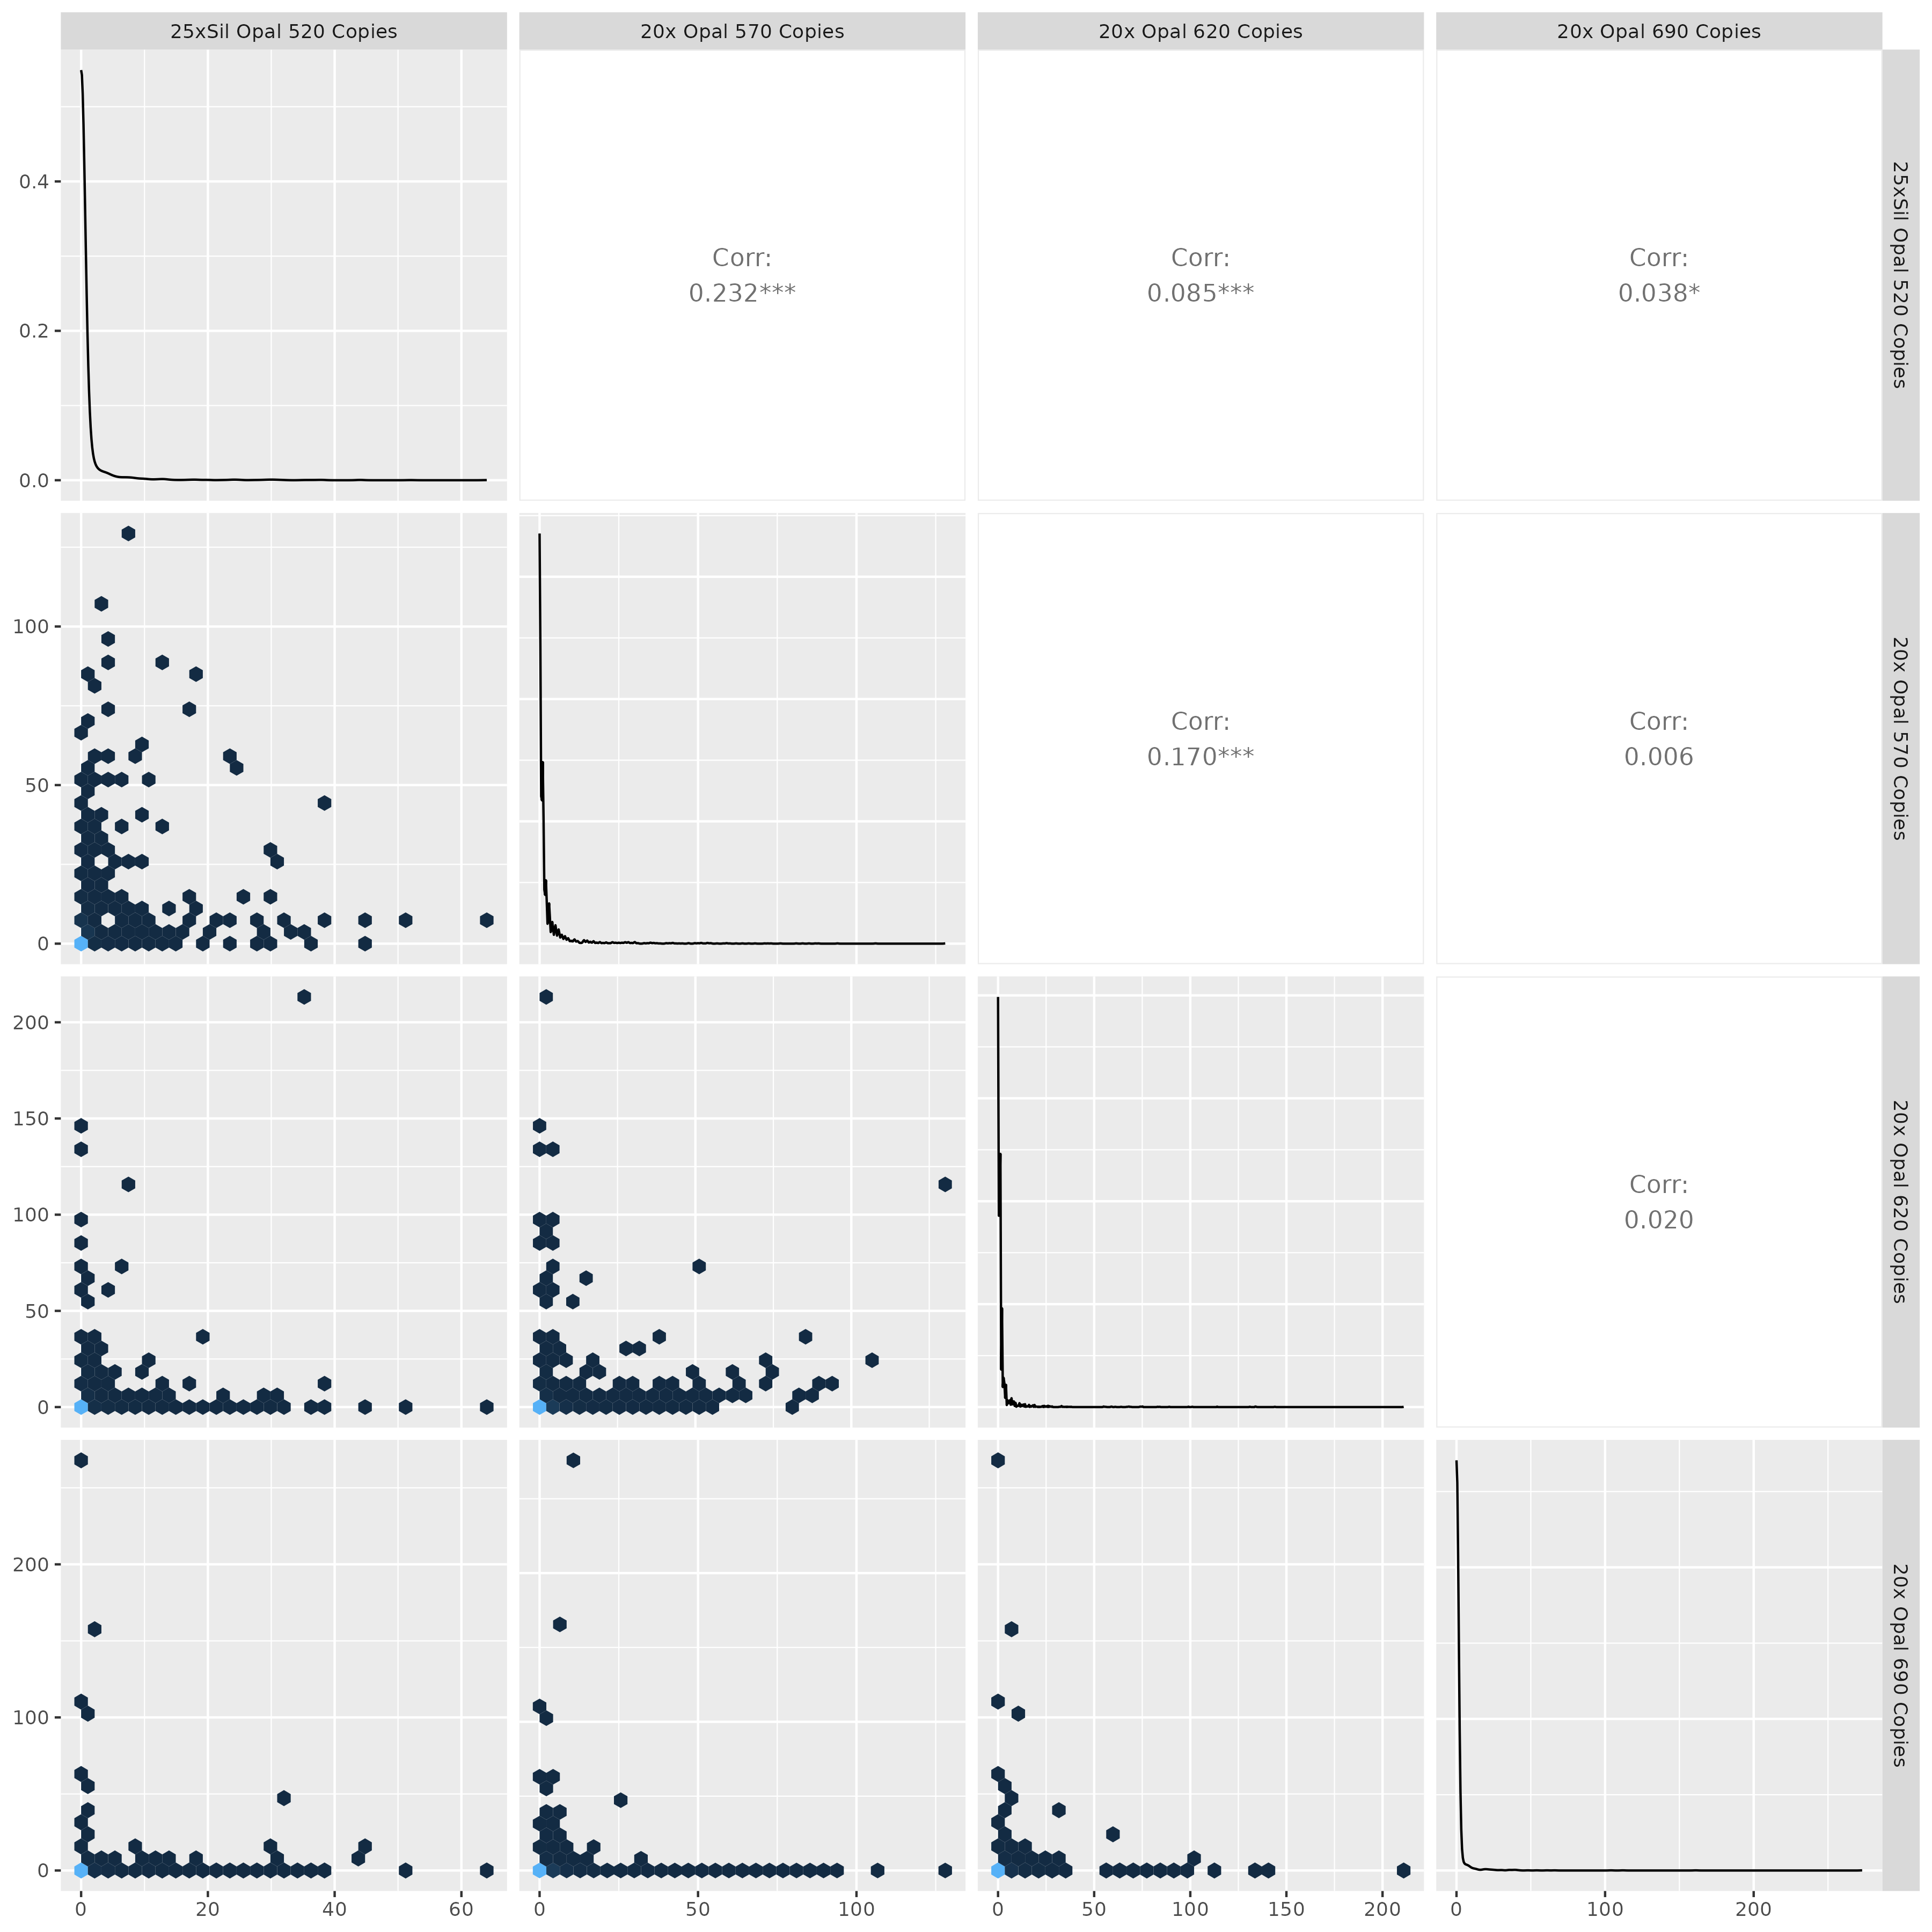 25xSil Opal 520 Copies
20x Opal 570 Copies
20x Opal 620 Copies
20x Opal 690 Copies
0.4
0.2
0.0
Corr:
0.232***
Corr:
0.085***
Corr:
0.038*
25xSil Opal 520 Copies
100
50
0
Corr:
0.170***
Corr:
0.006
20x Opal 570 Copies
200
150
100
50
0
Corr:
0.020
20x Opal 620 Copies
200
100
0
20x Opal 690 Copies
0 20 40 60
0 50 100
0 50 100 150 200
0 100 200